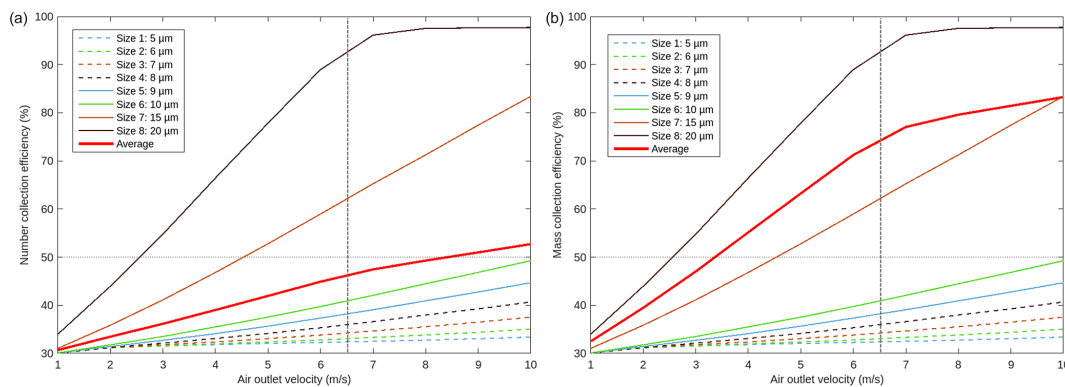 (a)
Number collection efficiency (%)
100
90
80
70
60
50
40
30
Size 1: 5 µm
Size 2: 6 µm
Size 3: 7 µm
Size 4: 8 µm
Size 5: 9 µm
Size 6: 10 µm
Size 7: 15 µm
Size 8: 20 µm
Average
1 2 3 4 5 6 7 8 9 10
Air outlet velocity (m/s)
(b)
Mass collection efficiency (%)
100
90
80
70
60
50
40
30
Size 1: 5 µm
Size 2: 6 µm
Size 3: 7 µm
Size 4: 8 µm
Size 5: 9 µm
Size 6: 10 µm
Size 7: 15 µm
Size 8: 20 µm
Average
1 2 3 4 5 6 7 8 9 10
Air outlet velocity (m/s)